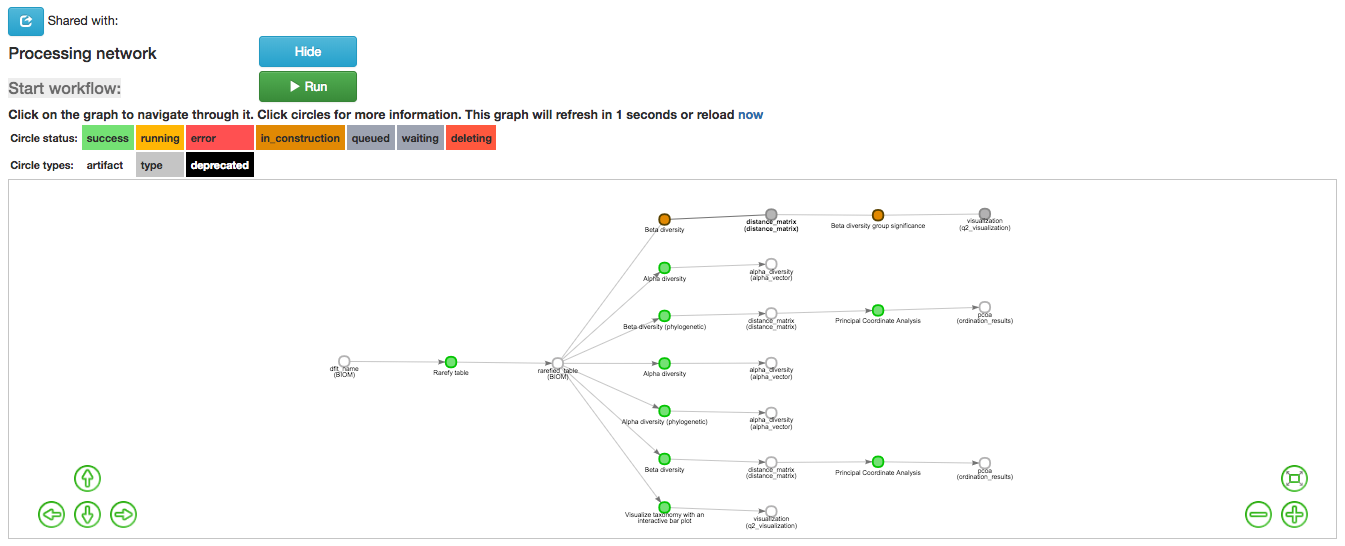 Shared with:
Processing network
Hide
Start workflow:
Run
Click on the graph to navigate through it. Click circles for more information. This graph will refresh in 1 seconds or reload now
Circle status: success running error in_construction queued waiting deleting
Circle types: artifact type deprecated
Beta diversity
distance_matrix
(distance_matrix)
Beta diversity group significance
visualization
(q2_visualization)
Alpha diversity
alpha_diversity
(alpha_vector)
Beta diversity (phylogenetic)
distance_matrix
(distance_matrix)
Principal Coordinate Analysis
pcoa
(ordination_results)
dflt_name
(BIOM)
Rarefy table
rarefied_table
(BIOM)
Alpha diversity
alpha_diversity
(alpha_vector)
Alpha diversity (phylogenetic)
alpha_diversity
(alpha_vector)
Beta diversity
distance_matrix
(distance_matrix)
Principal Coordinate Analysis
pcoa
(ordination_results)
Visualize taxonomy with an
interactive bar plot
visualization
(q2_visualization)